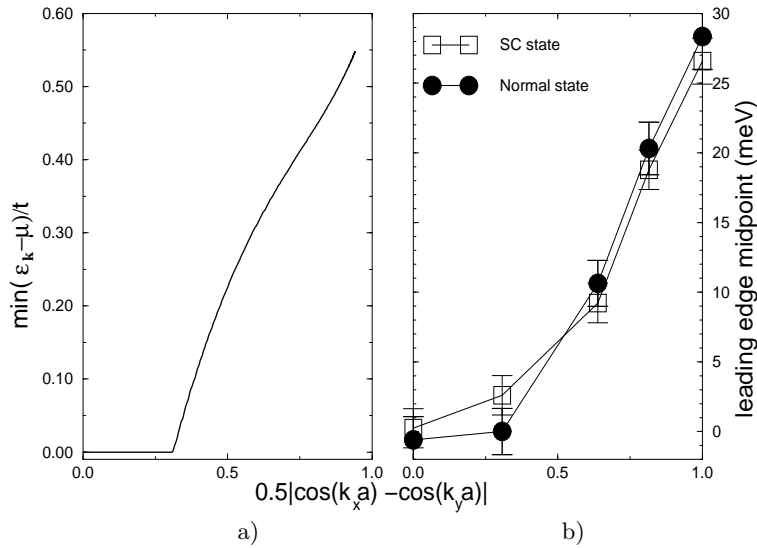 0.60
0.50
0.40
0.30
0.20
0.10
0.00
min( ε𝐤−μ)/t
0.0
0.5
1.0
SC state
Normal state
30
25
20
15
10
5
0
leading edge midpoint (meV)
0.0
0.5
1.0
0.5|cos(kₓa) −cos(k_ya)|
a)
b)